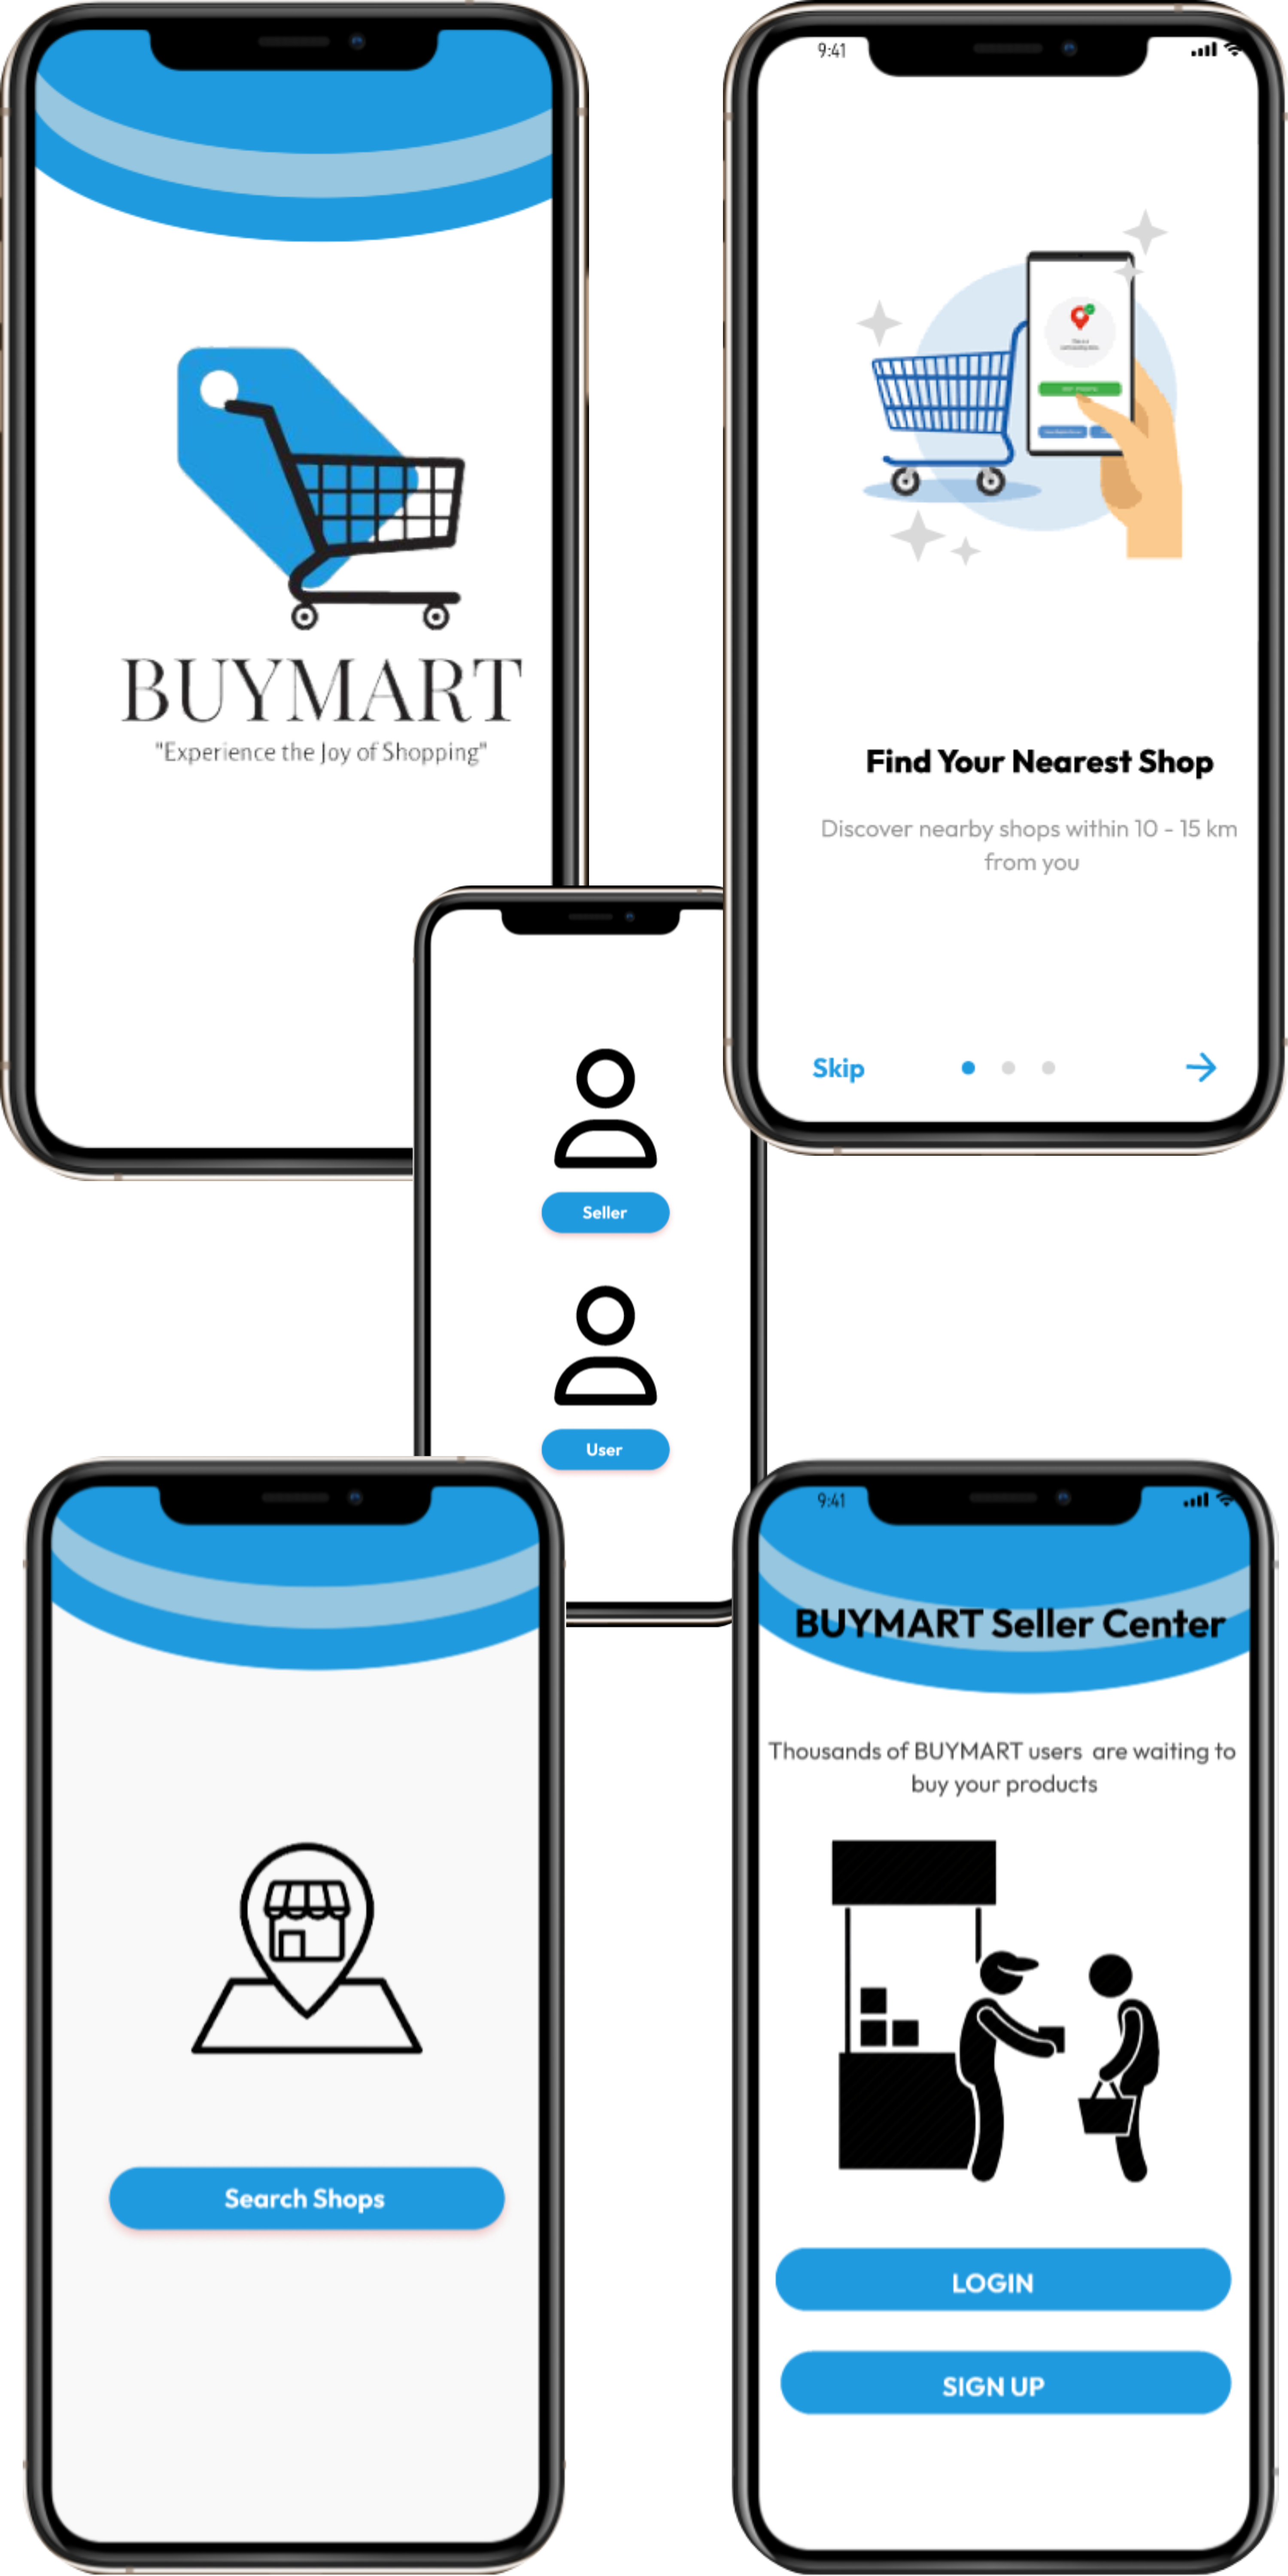 BUYMART
"Experience the Joy of Shopping"
9:41
Find Your Nearest Shop
Discover nearby shops within 10 - 15 km
from you
Skip
Seller
User
Search Shops
9:41
BUYMART Seller Center
Thousands of BUYMART users are waiting to
buy your products
LOGIN
SIGN UP